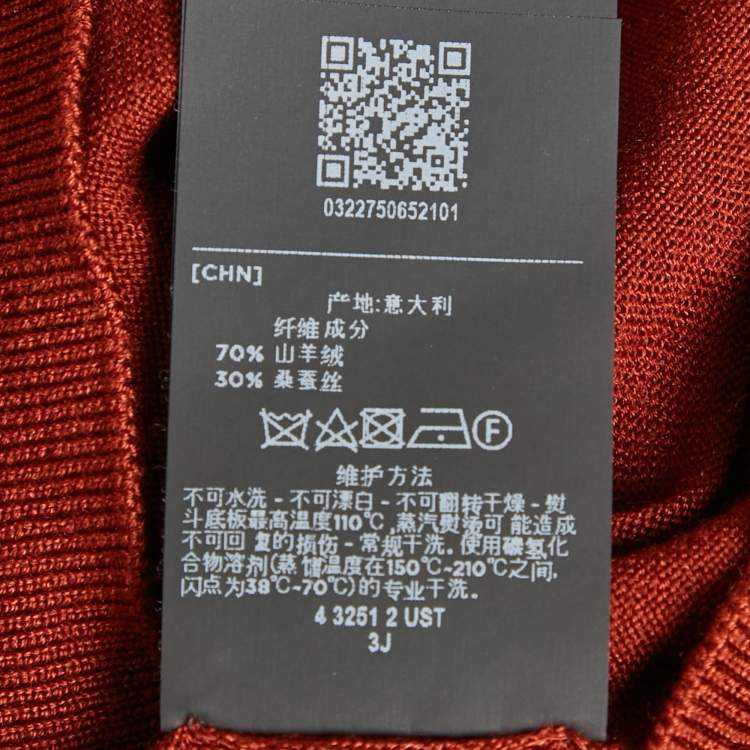 0322750652101
[CHN]
产地:意大利
纤维成分
70% 山羊绒
30% 桑蚕丝
F
维护方法
不可水洗 - 不可漂白 - 不可翻转干燥 - 熨
斗底板最高温度110℃, 蒸汽熨烫可 能造成
不可回 复的损伤 - 常规干洗. 使用碳氢化
合物溶剂(蒸馏温度在150℃~210℃之间,
闪点为38℃~70℃)的专业干洗.
4 3251 2 UST
3J